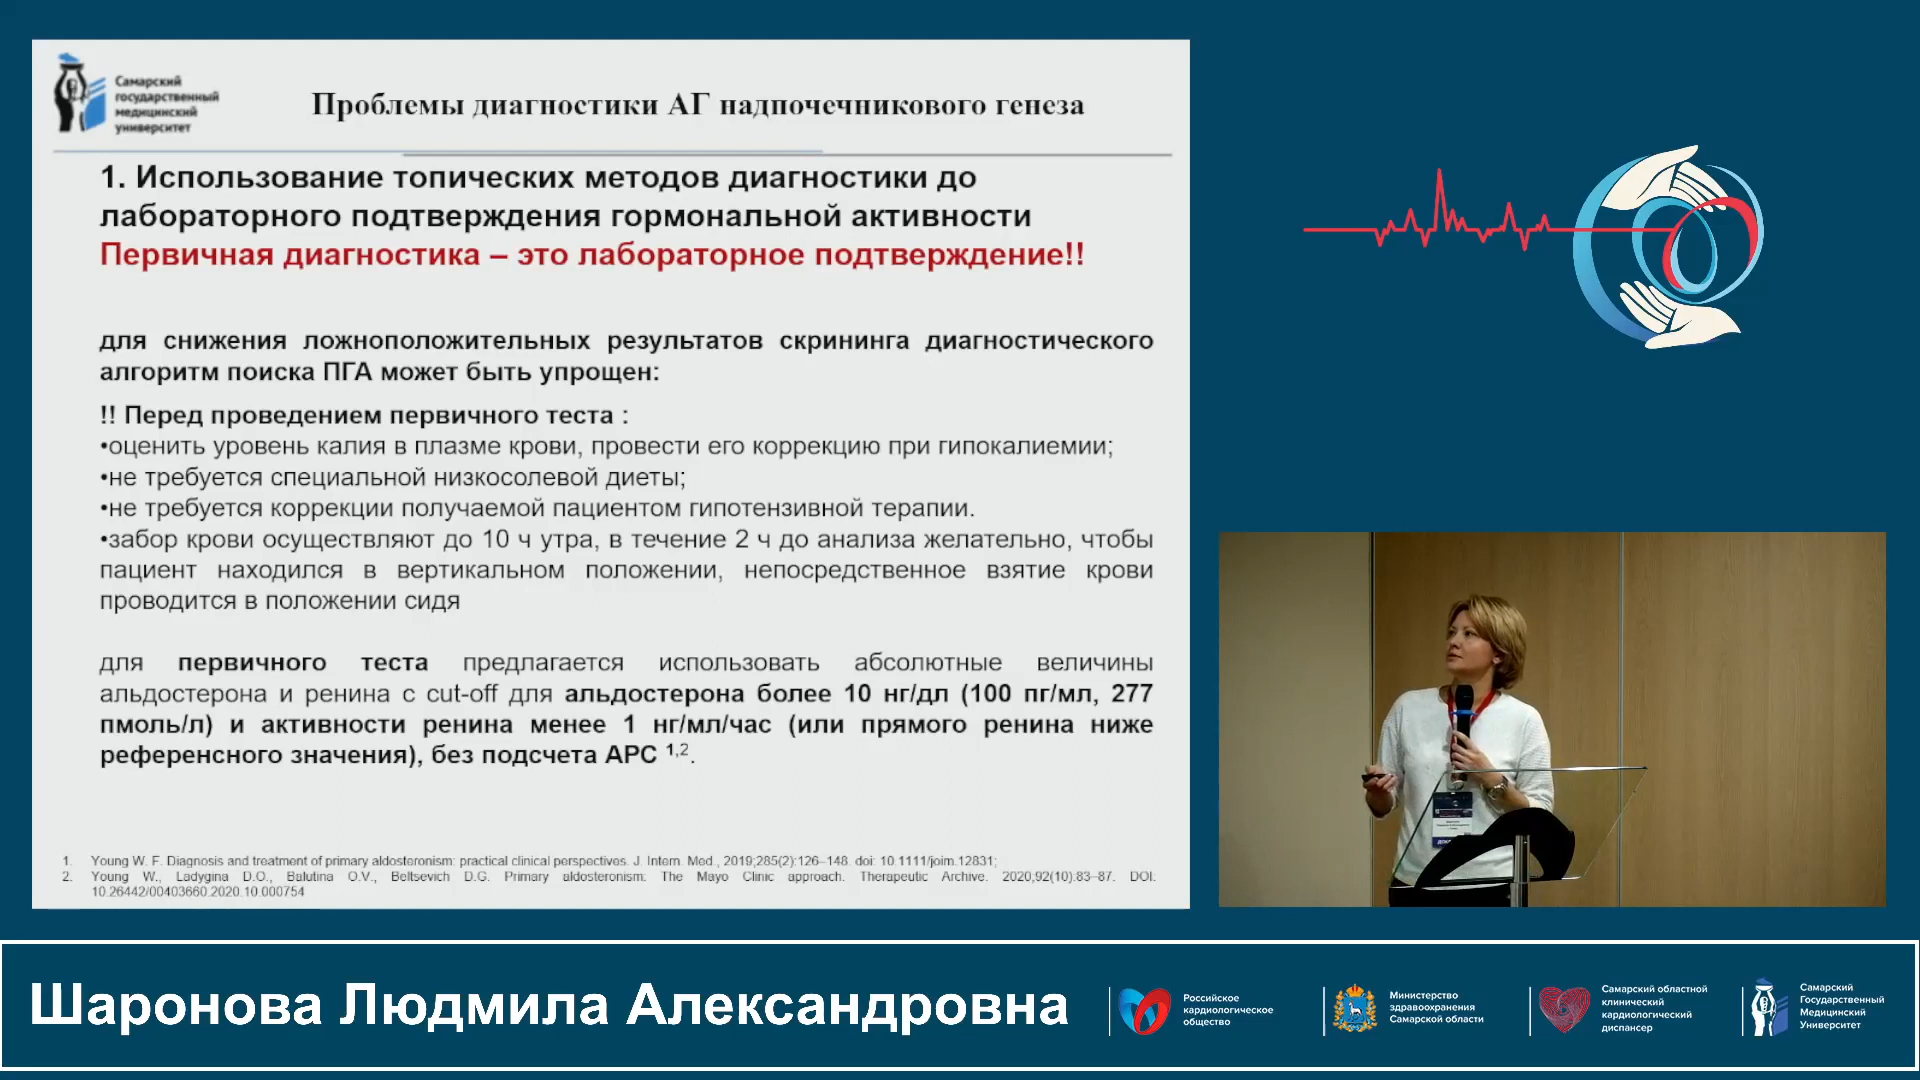 Самарский
государственный
медицинский
университет
Проблемы диагностики АГ надпочечникового генеза
1. Использование топических методов диагностики до
лабораторного подтверждения гормональной активности
Первичная диагностика – это лабораторное подтверждение!!
для снижения ложноположительных результатов скрининга диагностического
алгоритм поиска ПГА может быть упрощен:
!! Перед проведением первичного теста :
•оценить уровень калия в плазме крови, провести его коррекцию при гипокалиемии;
•не требуется специальной низкосолевой диеты;
•не требуется коррекции получаемой пациентом гипотензивной терапии.
•забор крови осуществляют до 10 ч утра, в течение 2 ч до анализа желательно, чтобы
пациент находился в вертикальном положении, непосредственное взятие крови
проводится в положении сидя
для первичного теста предлагается использовать абсолютные величины
альдостерона и ренина с cut-off для альдостерона более 10 нг/дл (100 пг/мл, 277
пмоль/л) и активности ренина менее 1 нг/мл/час (или прямого ренина ниже
референсного значения), без подсчета АРС 1,2.
1. Young W. F. Diagnosis and treatment of primary aldosteronism: practical clinical perspectives. J. Intern. Med., 2019;285(2):126–148. doi: 10.1111/joim.12831;
2. Young W., Ladygina D.O., Balutina O.V., Beltsevich D.G. Primary aldosteronism: The Mayo Clinic approach. Therapeutic Archive. 2020;92(10):83–87. DOI:
10.26442/00403660.2020.10.000754
Шаронова Людмила Александровна
Российское
кардиологическое
общество
Министерство
здравоохранения
Самарской области
Самарский областной
клинический
кардиологический
диспансер
Самарский
Государственный
Медицинский
Университет